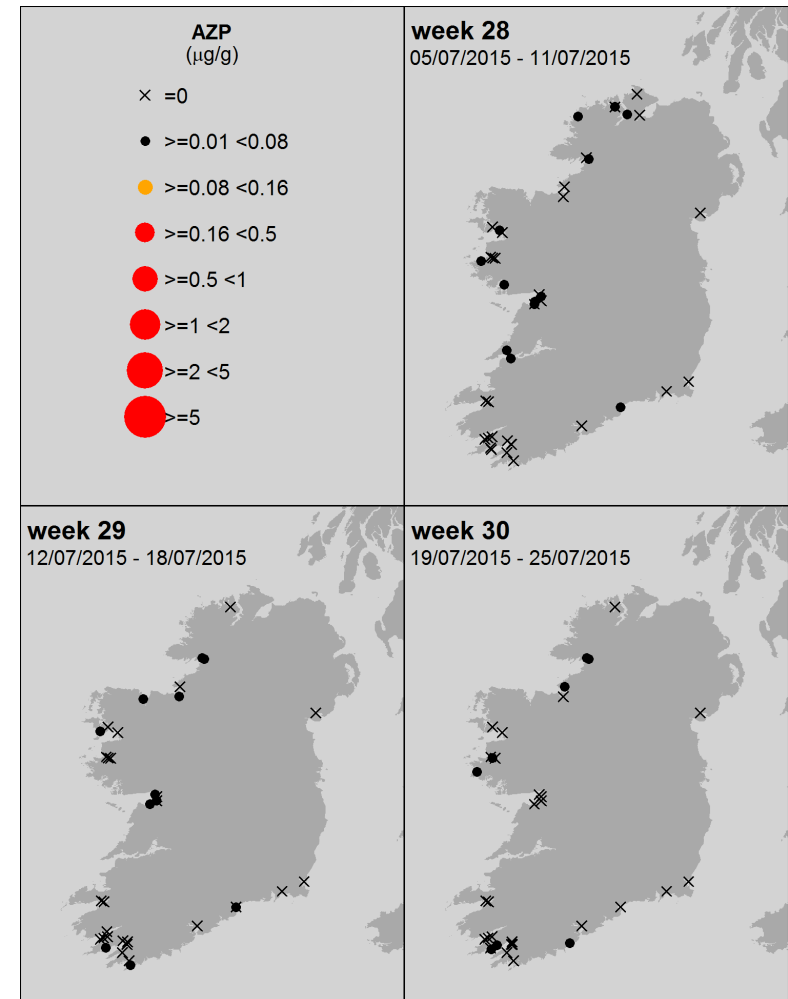 AZP
(μg/g)
=0
>=0.01 <0.08
>=0.08 <0.16
>=0.16 <0.5
>=0.5 <1
>=1 <2
>=2 <5
>=5
week 28
05/07/2015 - 11/07/2015
week 29
12/07/2015 - 18/07/2015
week 30
19/07/2015 - 25/07/2015